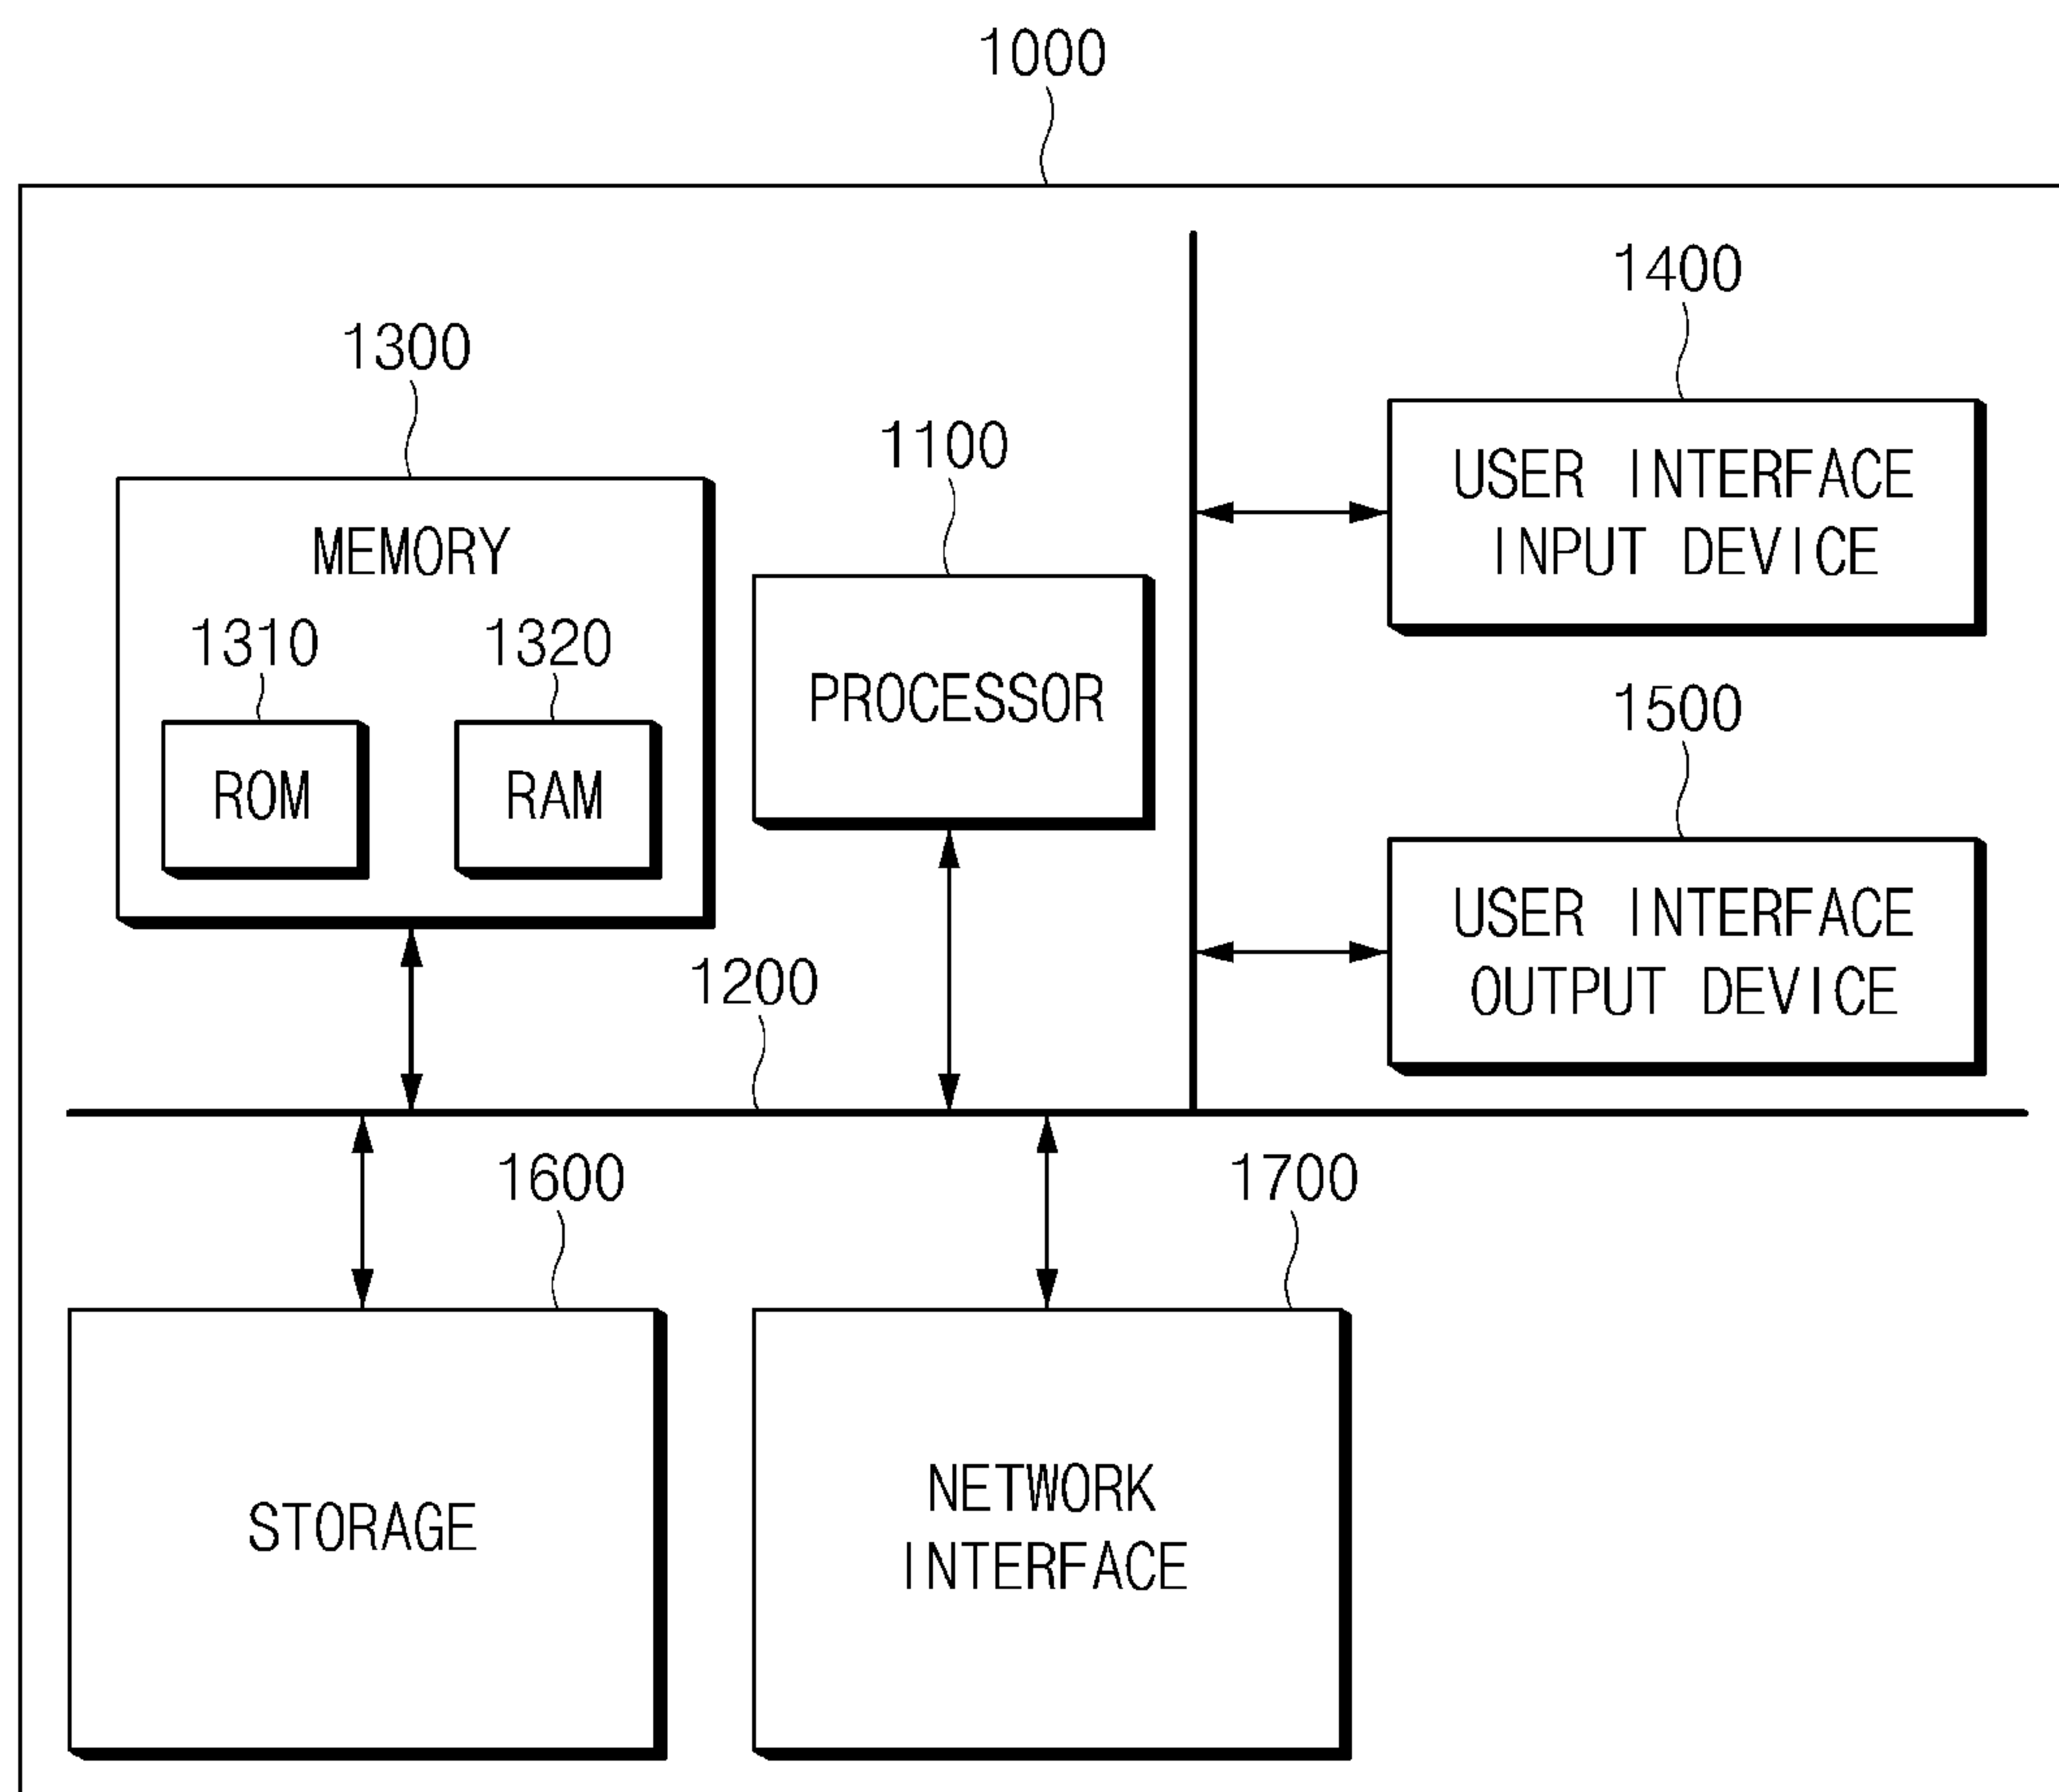 1000
1400
1300
1100
USER INTERFACE
INPUT DEVICE
MEMORY
1310
1320
PROCESSOR
1500
ROM
RAM
USER INTERFACE
OUTPUT DEVICE
1200
1600
1700
STORAGE
NETWORK
INTERFACE